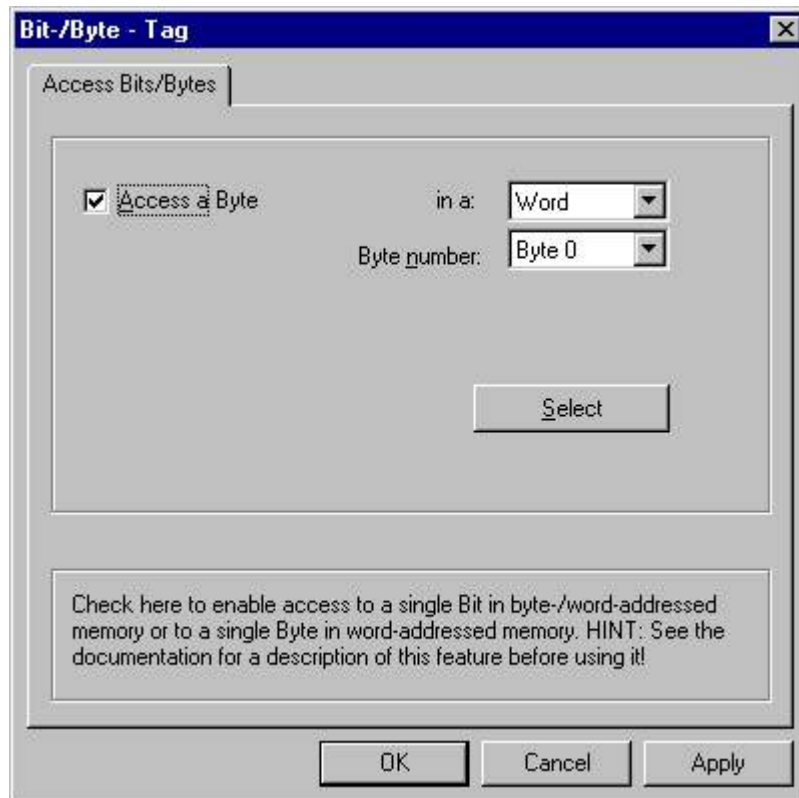 Bit-/Byte - Tag
Access Bits/Bytes
Access a Byte in a: Word
Byte number: Byte 0
Select
Check here to enable access to a single Bit in byte-/word-addressed
memory or to a single Byte in word-addressed memory. HINT: See the
documentation for a description of this feature before using it!
OK Cancel Apply